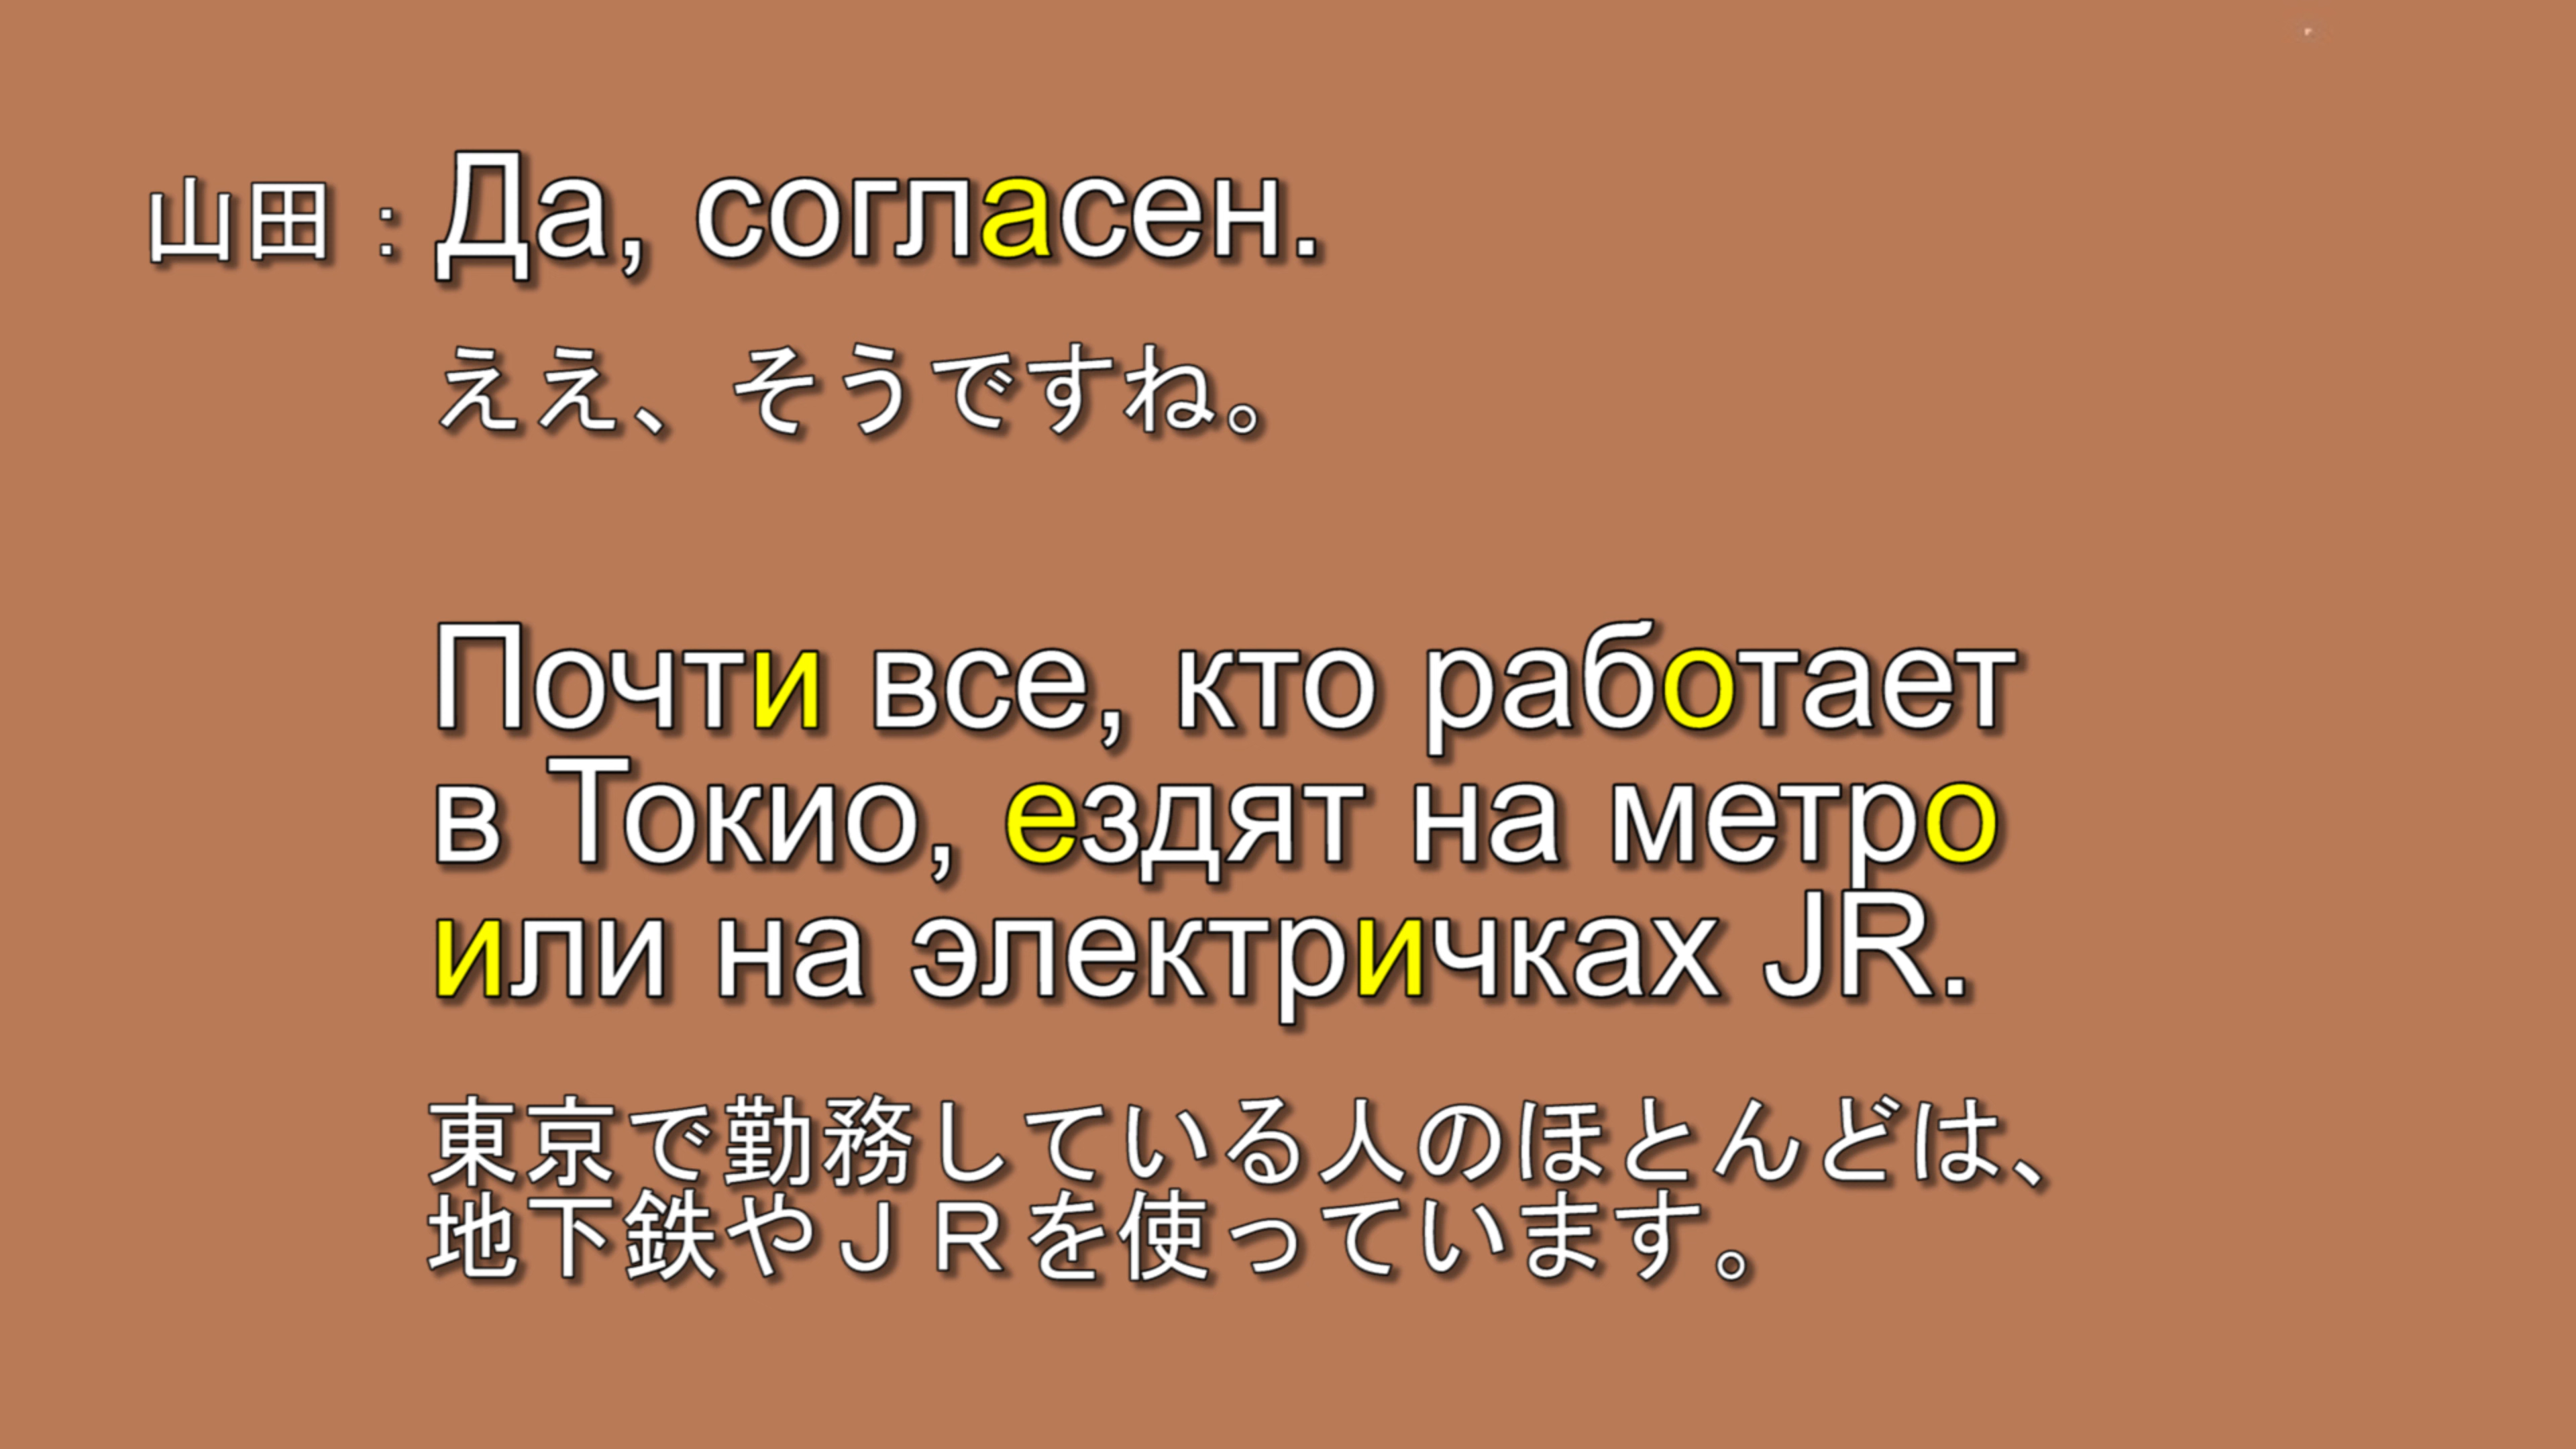 山田：Да, согласен.
ええ、そうですね。
Почти все, кто работает
в Токио, ездят на метро
или на электричках JR.
東京で勤務している人のほとんどは、
地下鉄やＪＲを使っています。